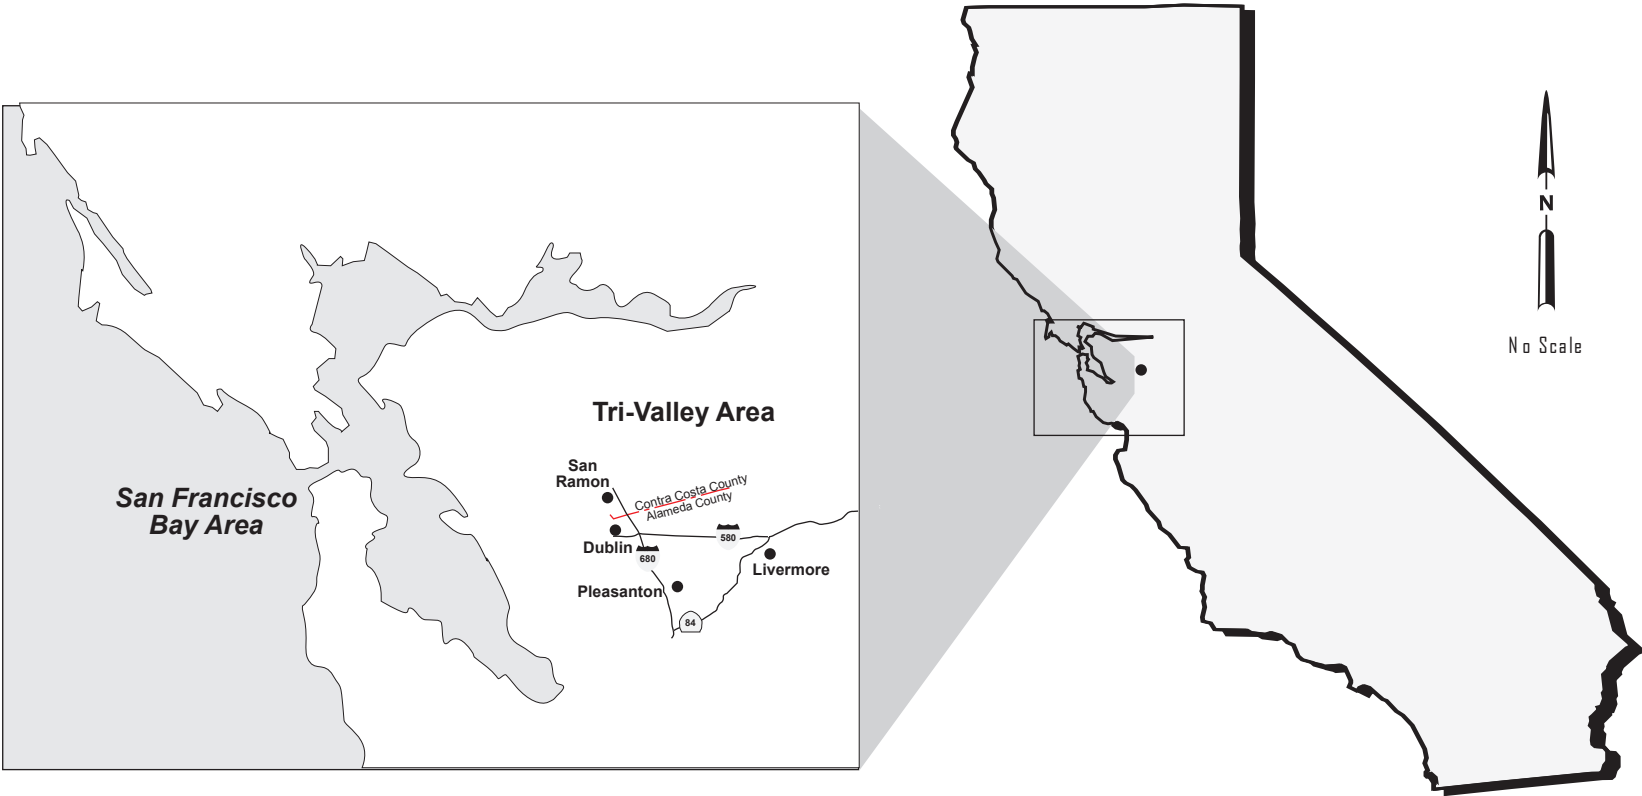 Tri-Valley Area
San
Ramon
Contra Costa County
Alameda County
San Francisco
Bay Area
Dublin
680
580
Livermore
Pleasanton
84
N
No Scale